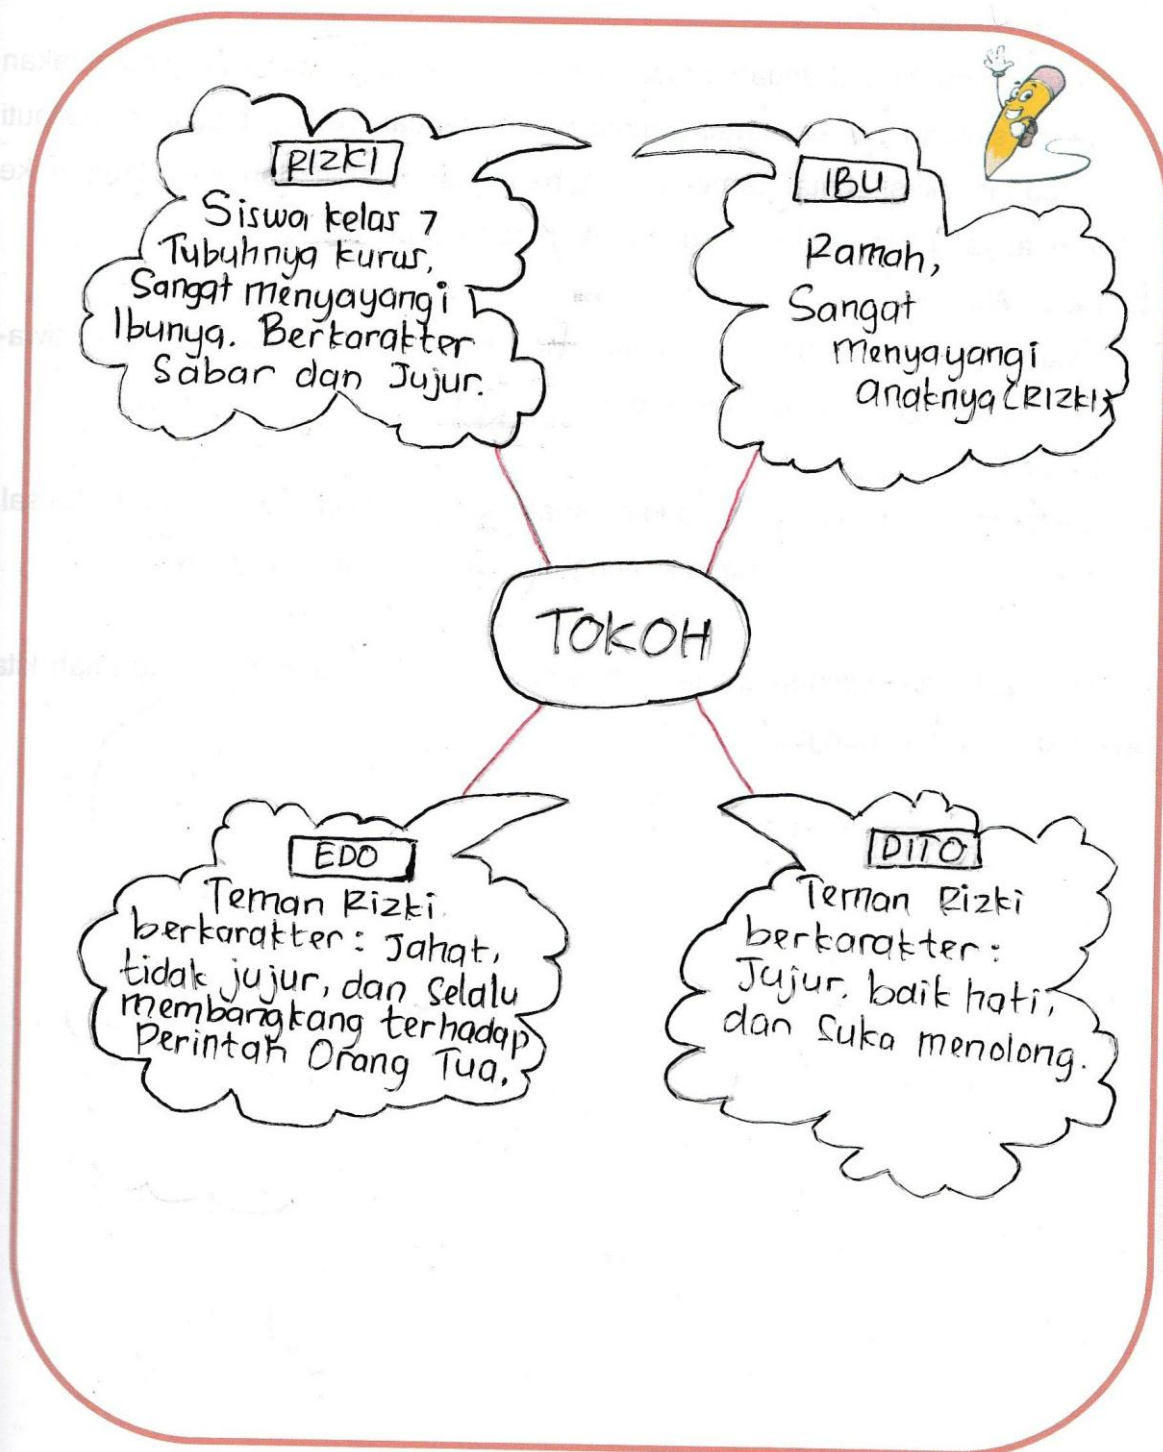 RIZKI
Siswa kelas 7
Tubuhnya kurus,
Sangat menyayangi
Ibunya. Berkarakter
Sabar dan Jujur.
IBU
Ramah,
Sangat
menyayangi
anaknya (RIZKI)
TOKOH
EDO
Teman Rizki
berkarakter: Jahat,
tidak jujur, dan Selalu
membangkang terhadap
Perintah Orang Tua.
DITO
Teman Rizki
berkarakter:
Jujur, baik hati,
dan Suka menolong.